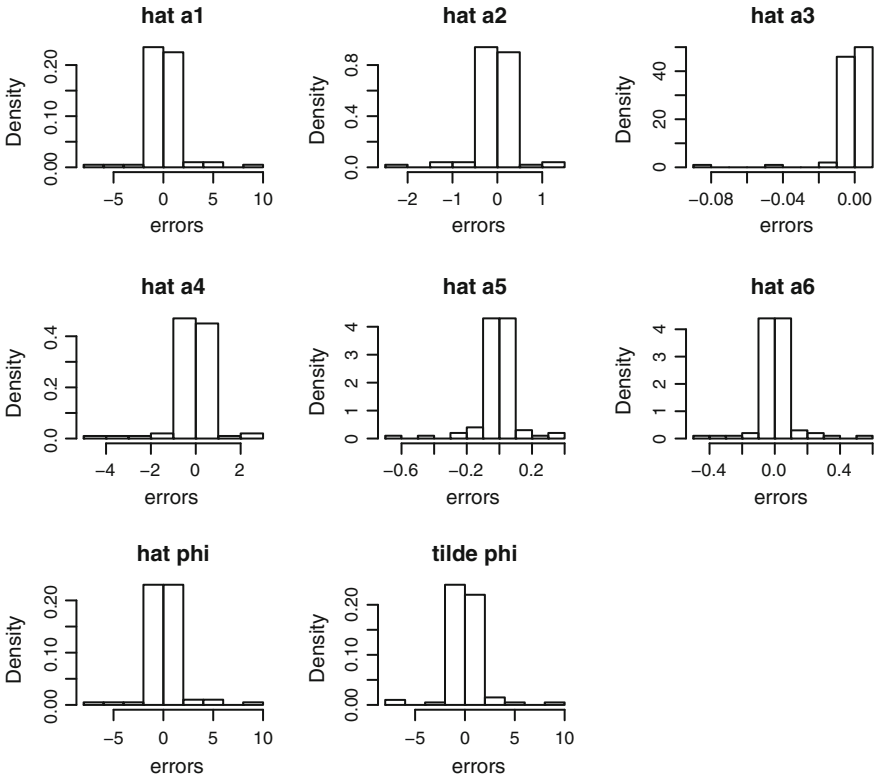 hat a1
Density
0.00 0.10 0.20
−5 0 5 10
errors
hat a2
Density
0.0 0.4 0.8
−2 −1 0 1
errors
hat a3
Density
0 20 40
−0.08 −0.04 0.00
errors
hat a4
Density
0.0 0.2 0.4
−4 −2 0 2
errors
hat a5
Density
0 1 2 3 4
−0.6 −0.2 0.2
errors
hat a6
Density
0 1 2 3 4
−0.4 0.0 0.4
errors
hat phi
Density
0.00 0.10 0.20
−5 0 5 10
errors
tilde phi
Density
0.00 0.10 0.20
−5 0 5 10
errors